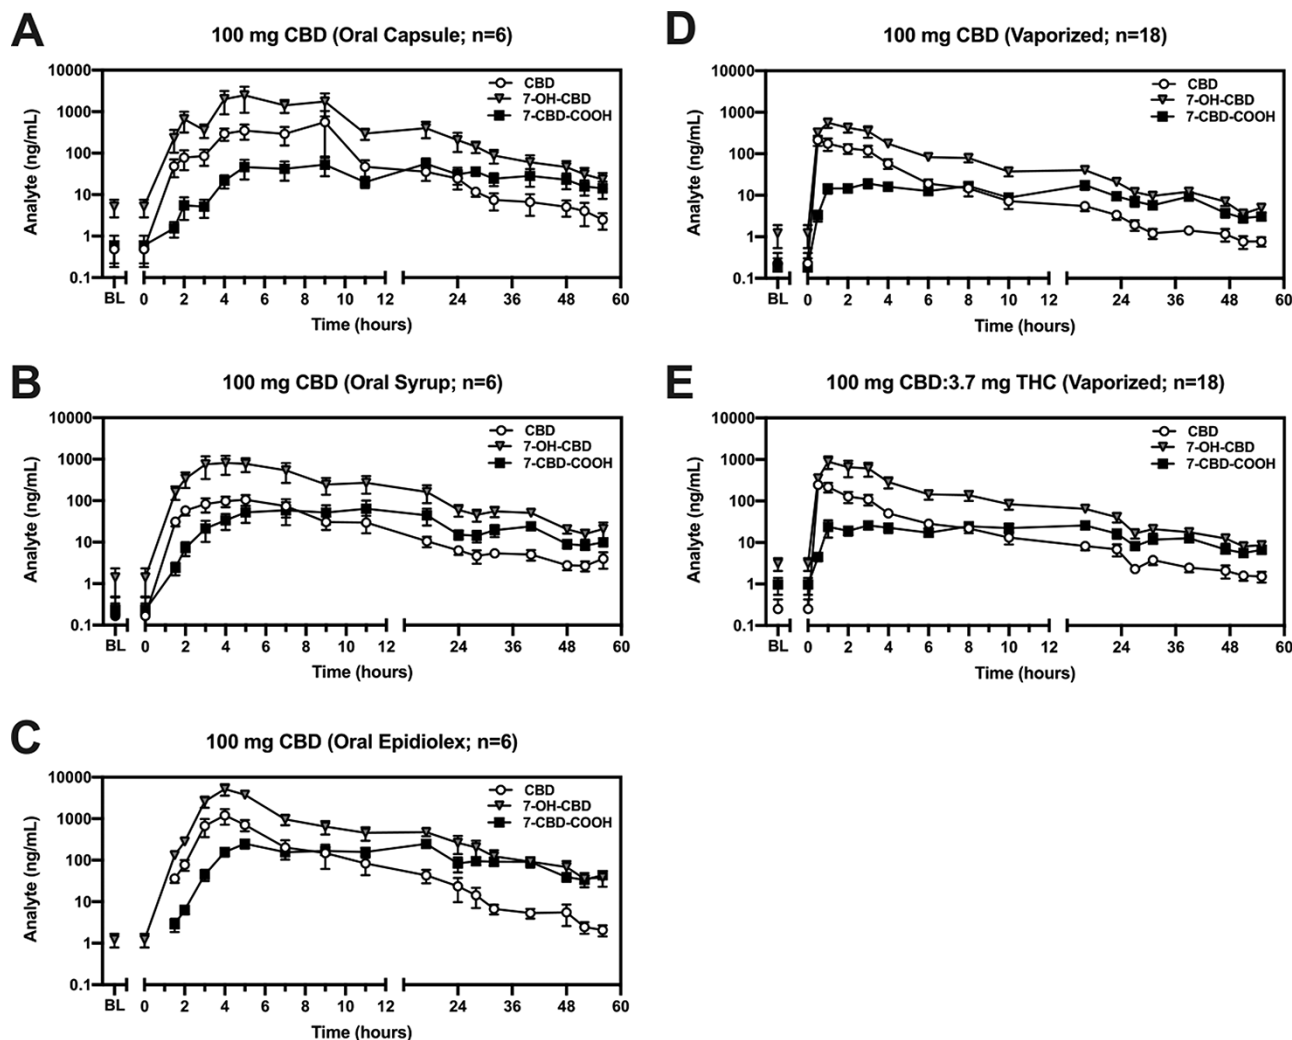 A
100 mg CBD (Oral Capsule; n=6)
10000
1000
100
10
1
0.1
Analyte (ng/mL)
CBD
7-OH-CBD
7-CBD-COOH
BL 0 2 4 6 8 10 12 24 36 48 60
Time (hours)
B
100 mg CBD (Oral Syrup; n=6)
10000
1000
100
10
1
0.1
Analyte (ng/mL)
CBD
7-OH-CBD
7-CBD-COOH
BL 0 2 4 6 8 10 12 24 36 48 60
Time (hours)
C
100 mg CBD (Oral Epidiolex; n=6)
10000
1000
100
10
1
0.1
Analyte (ng/mL)
CBD
7-OH-CBD
7-CBD-COOH
BL 0 2 4 6 8 10 12 24 36 48 60
Time (hours)
D
100 mg CBD (Vaporized; n=18)
10000
1000
100
10
1
0.1
Analyte (ng/mL)
CBD
7-OH-CBD
7-CBD-COOH
BL 0 2 4 6 8 10 12 24 36 48 60
Time (hours)
E
100 mg CBD:3.7 mg THC (Vaporized; n=18)
10000
1000
100
10
1
0.1
Analyte (ng/mL)
CBD
7-OH-CBD
7-CBD-COOH
BL 0 2 4 6 8 10 12 24 36 48 60
Time (hours)